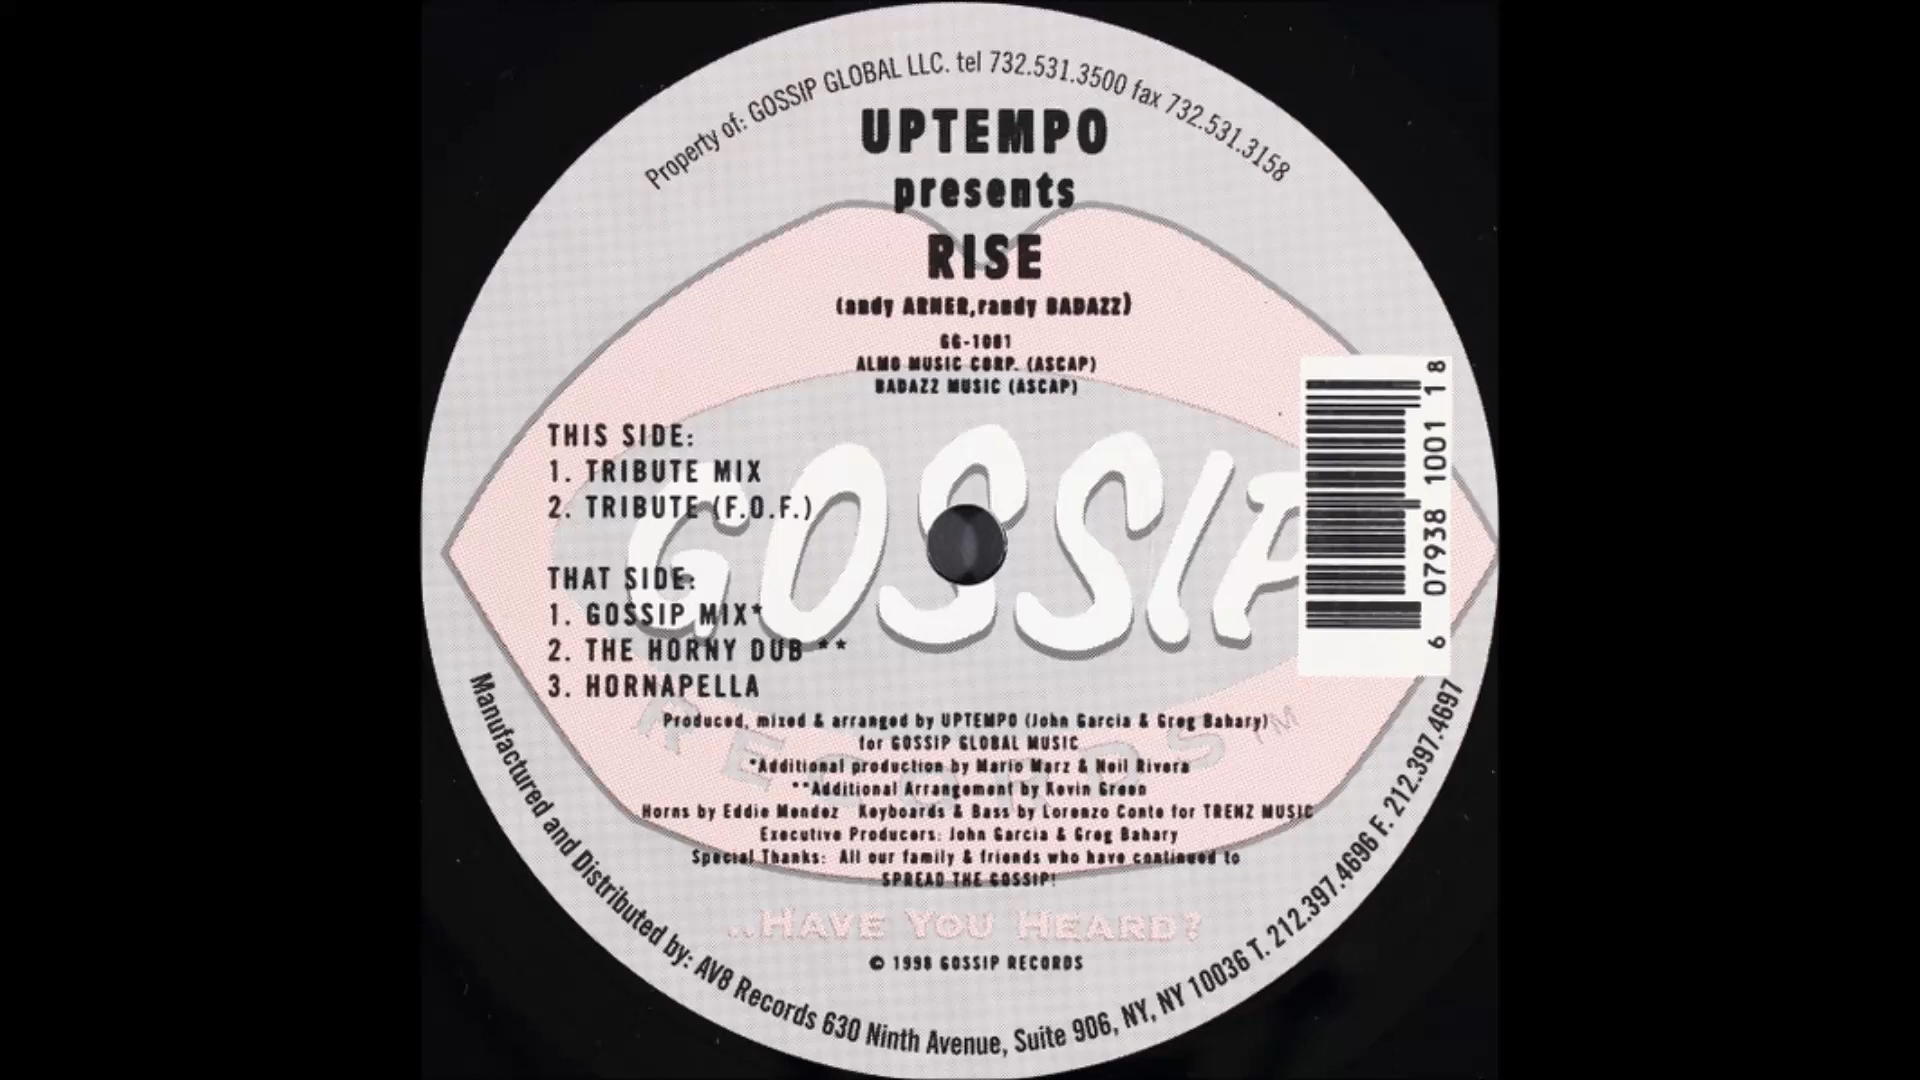 Property of: GOSSIP GLOBAL LLC. tel 732.531.3500 fax 732.531.3158
UPTEMPO
presents
RISE
(andy ARMER,randy BADAZZ)
GG-1001
ALMO MUSIC CORP. (ASCAP)
BADAZZ MUSIC (ASCAP)
THIS SIDE:
1. TRIBUTE MIX
2. TRIBUTE (F.O.F.)
THAT SIDE:
1. GOSSIP MIX*
2. THE HORNY DUB **
3. HORNAPELLA
GOSSIP
RECORDS TM
6 07938 1001 1 8
Produced, mixed & arranged by UPTEMPO (John Garcia & Greg Bahary)
for GOSSIP GLOBAL MUSIC
*Additional production by Mario Marz & Neil Rivera
**Additional Arrangement by Kevin Green
Horns by Eddie Mendez Keyboards & Bass by Lorenzo Conte for TRENZ MUSIC
Executive Producers: John Garcia & Greg Bahary
Special Thanks: All our family & friends who have continued to
SPREAD THE GOSSIP!
..HAVE YOU HEARD?
© 1998 GOSSIP RECORDS
Manufactured and Distributed by: AV8 Records 630 Ninth Avenue, Suite 906, NY, NY 10036 T. 212.397.4696 F. 212.397.4697